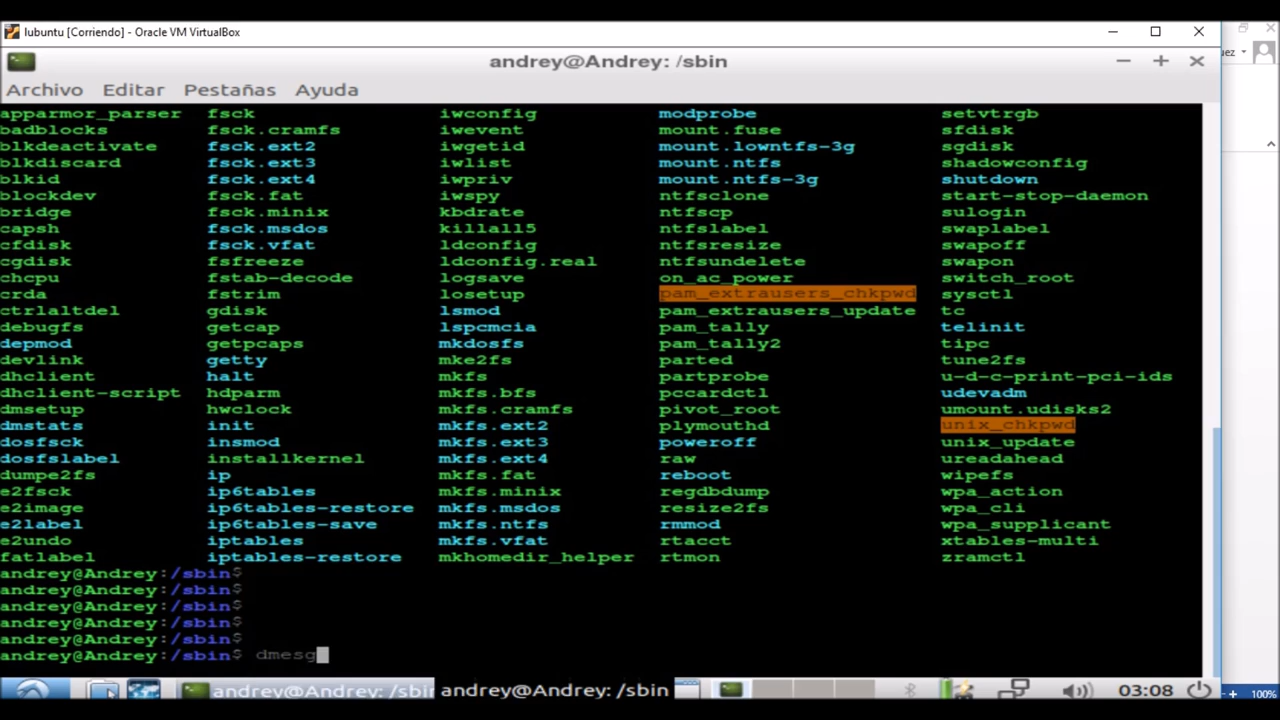 lubuntu [Corriendo] - Oracle VM VirtualBox
uez
andrey@Andrey: /sbin
Archivo Editar Pestañas Ayuda
apparmor_parser fsck iwconfig modprobe setvtrgb
badblocks fsck.cramfs iwevent mount.fuse sfdisk
blkdeactivate fsck.ext2 iwgetid mount.lowntfs-3g sgdisk
blkdiscard fsck.ext3 iwlist mount.ntfs shadowconfig
blkid fsck.ext4 iwpriv mount.ntfs-3g shutdown
blockdev fsck.fat iwspy ntfsclone start-stop-daemon
bridge fsck.minix kbdrate ntfscp sulogin
capsh fsck.msdos killall5 ntfslabel swaplabel
cfdisk fsck.vfat ldconfig ntfsresize swapoff
cgdisk fsfreeze ldconfig.real ntfsundelete swapon
chcpu fstab-decode logsave on_ac_power switch_root
crda fstrim losetup pam_extrausers_chkpwd sysctl
ctrlaltdel gdisk lsmod pam_extrausers_update tc
debugfs getcap lspcmcia pam_tally telinit
depmod getpcaps mkdosfs pam_tally2 tipc
devlink getty mke2fs parted tune2fs
dhclient halt mkfs partprobe u-d-c-print-pci-ids
dhclient-script hdparm mkfs.bfs pccardctl udevadm
dmsetup hwclock mkfs.cramfs pivot_root umount.udisks2
dmstats init mkfs.ext2 plymouthd unix_chkpwd
dosfsck insmod mkfs.ext3 poweroff unix_update
dosfslabel installkernel mkfs.ext4 raw ureadahead
dumpe2fs ip mkfs.fat reboot wipefs
e2fsck ip6tables mkfs.minix regdbdump wpa_action
e2image ip6tables-restore mkfs.msdos resize2fs wpa_cli
e2label ip6tables-save mkfs.ntfs rmmod wpa_supplicant
e2undo iptables mkfs.vfat rtacct xtables-multi
fatlabel iptables-restore mkhomedir_helper rtmon zramctl
andrey@Andrey:/sbin$
andrey@Andrey:/sbin$
andrey@Andrey:/sbin$
andrey@Andrey:/sbin$
andrey@Andrey:/sbin$
andrey@Andrey:/sbin$ dmesg
andrey@Andrey: /sbin andrey@Andrey: /sbin 03:08 100%